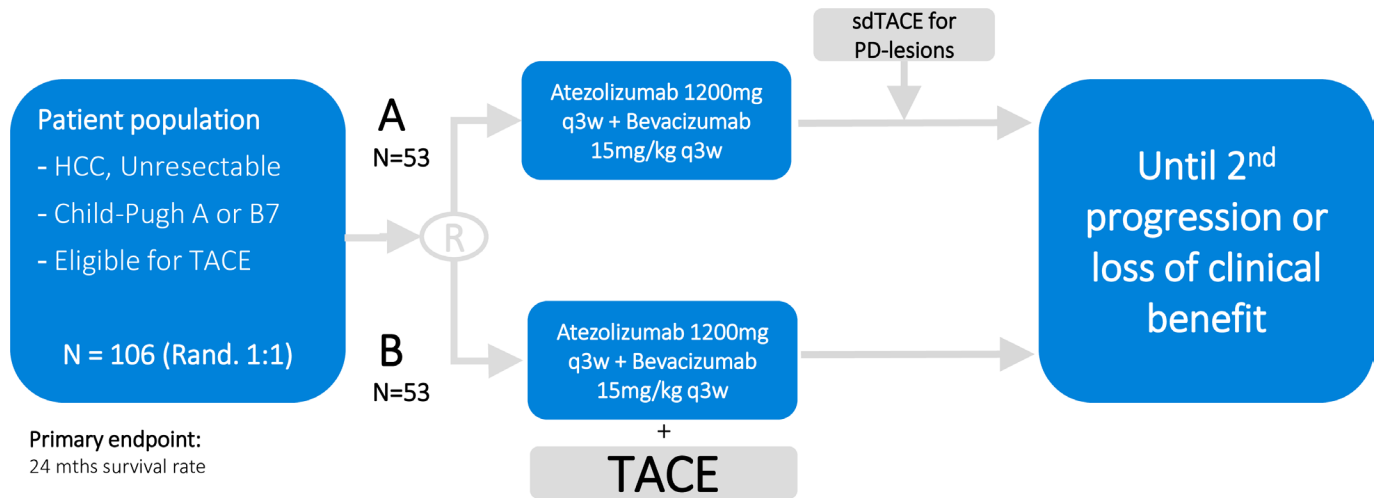 sdTACE for
PD-lesions
Patient population
- HCC, Unresectable
- Child-Pugh A or B7
- Eligible for TACE
N = 106 (Rand. 1:1)
A
N=53
R
B
N=53
Atezolizumab 1200mg
q3w + Bevacizumab
15mg/kg q3w
Atezolizumab 1200mg
q3w + Bevacizumab
15mg/kg q3w
+
TACE
Until 2nd
progression or
loss of clinical
benefit
Primary endpoint:
24 mths survival rate